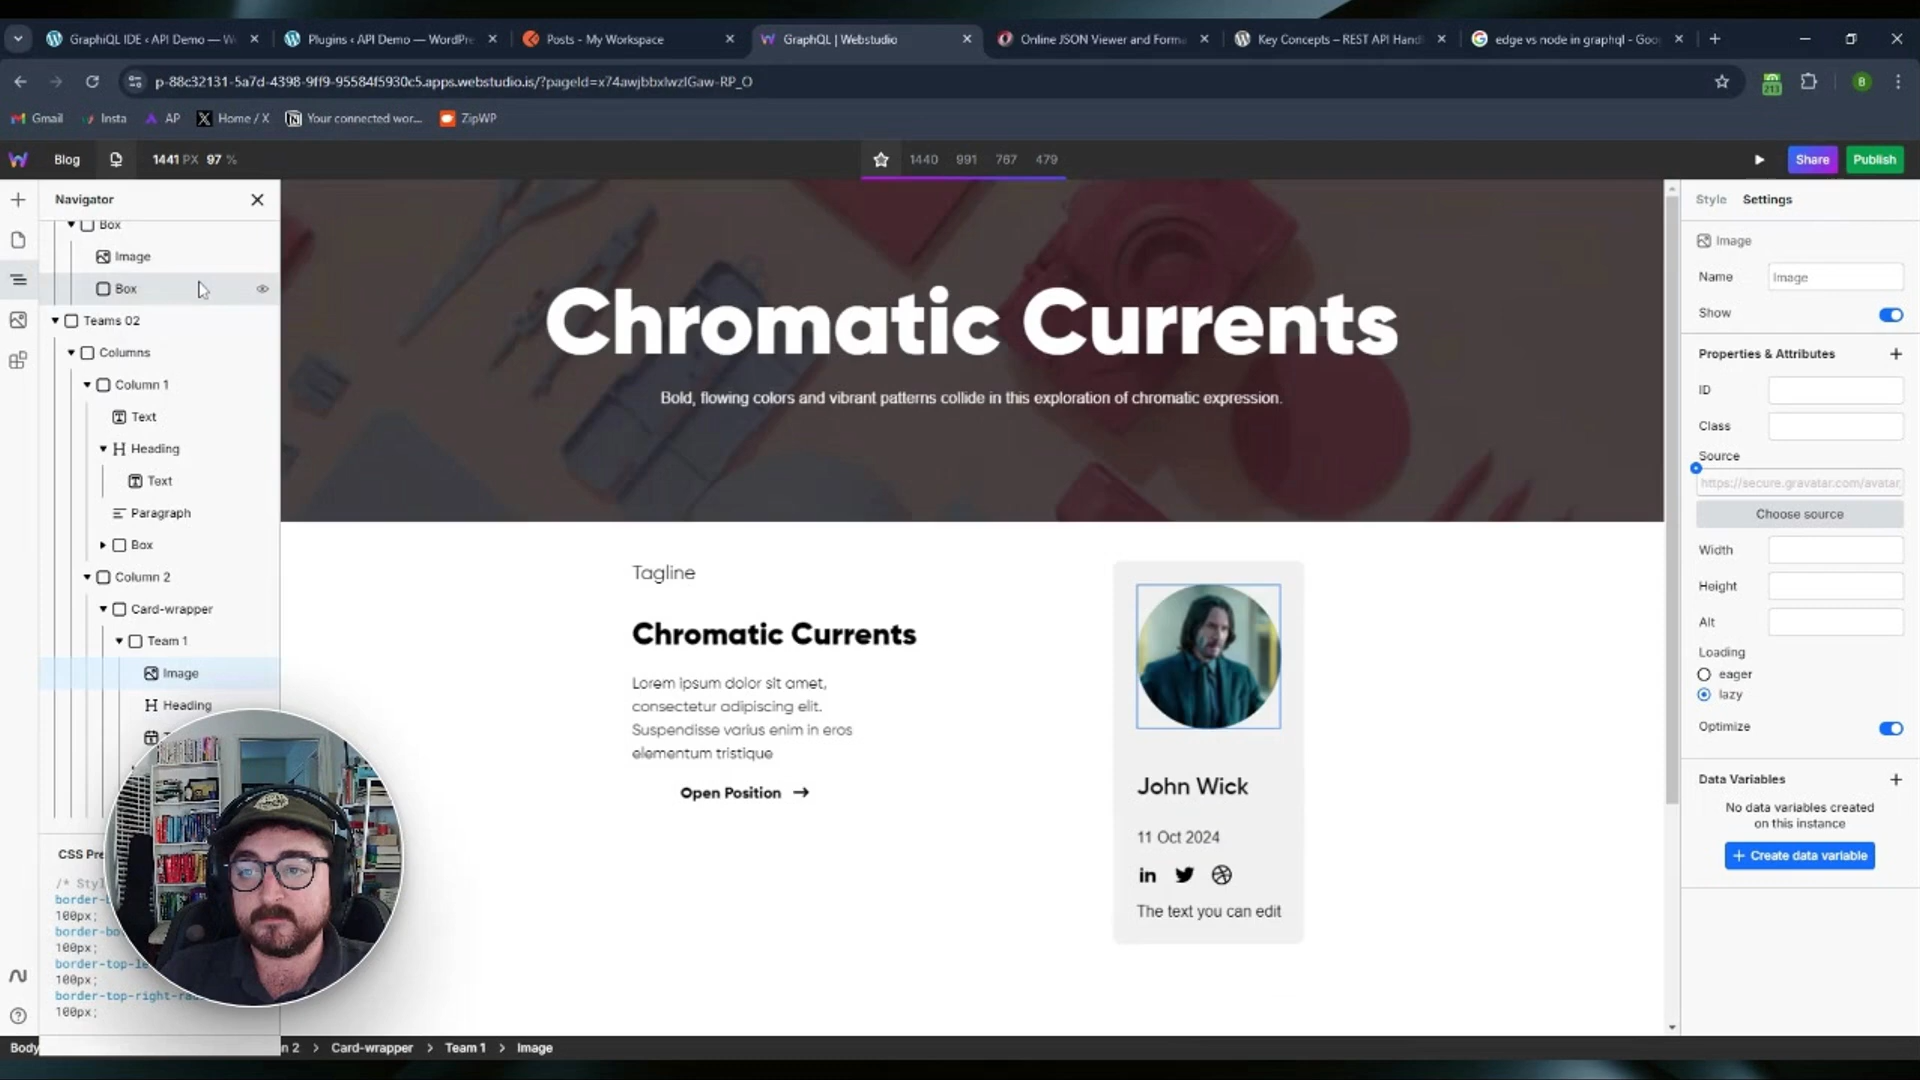 GraphiQL IDE ‹ API Demo — W
Plugins ‹ API Demo — WordPre
Posts - My Workspace
GraphQL | Webstudio
Online JSON Viewer and Forma
Key Concepts – REST API Hand
edge vs node in graphql - Goo
p-88c32131-5a7d-4398-9ff9-95584f5930c5.apps.webstudio.is/?pageId=x74awjbbxlwzlGaw-RP_O
213
B
Gmail
Insta
AP
Home / X
Your connected wor...
ZipWP
Blog
1441 PX 97 %
1440 991 767 479
Share
Publish
Navigator
Box
Image
Box
Teams 02
Columns
Column 1
Text
Heading
Text
Paragraph
Box
Column 2
Card-wrapper
Team 1
Image
Heading
CSS Pre
/* Styl
border-b
100px;
border-bo
100px;
border-top-le
100px;
border-top-right-ra
100px;
Chromatic Currents
Bold, flowing colors and vibrant patterns collide in this exploration of chromatic expression.
Tagline
Chromatic Currents
Lorem ipsum dolor sit amet,
consectetur adipiscing elit.
Suspendisse varius enim in eros
elementum tristique
Open Position →
John Wick
11 Oct 2024
in
The text you can edit
Style Settings
Image
Name Image
Show
Properties & Attributes
ID
Class
Source
https://secure.gravatar.com/avatar
Choose source
Width
Height
Alt
Loading
eager
lazy
Optimize
Data Variables
No data variables created
on this instance
+ Create data variable
Body
n 2 > Card-wrapper > Team 1 > Image